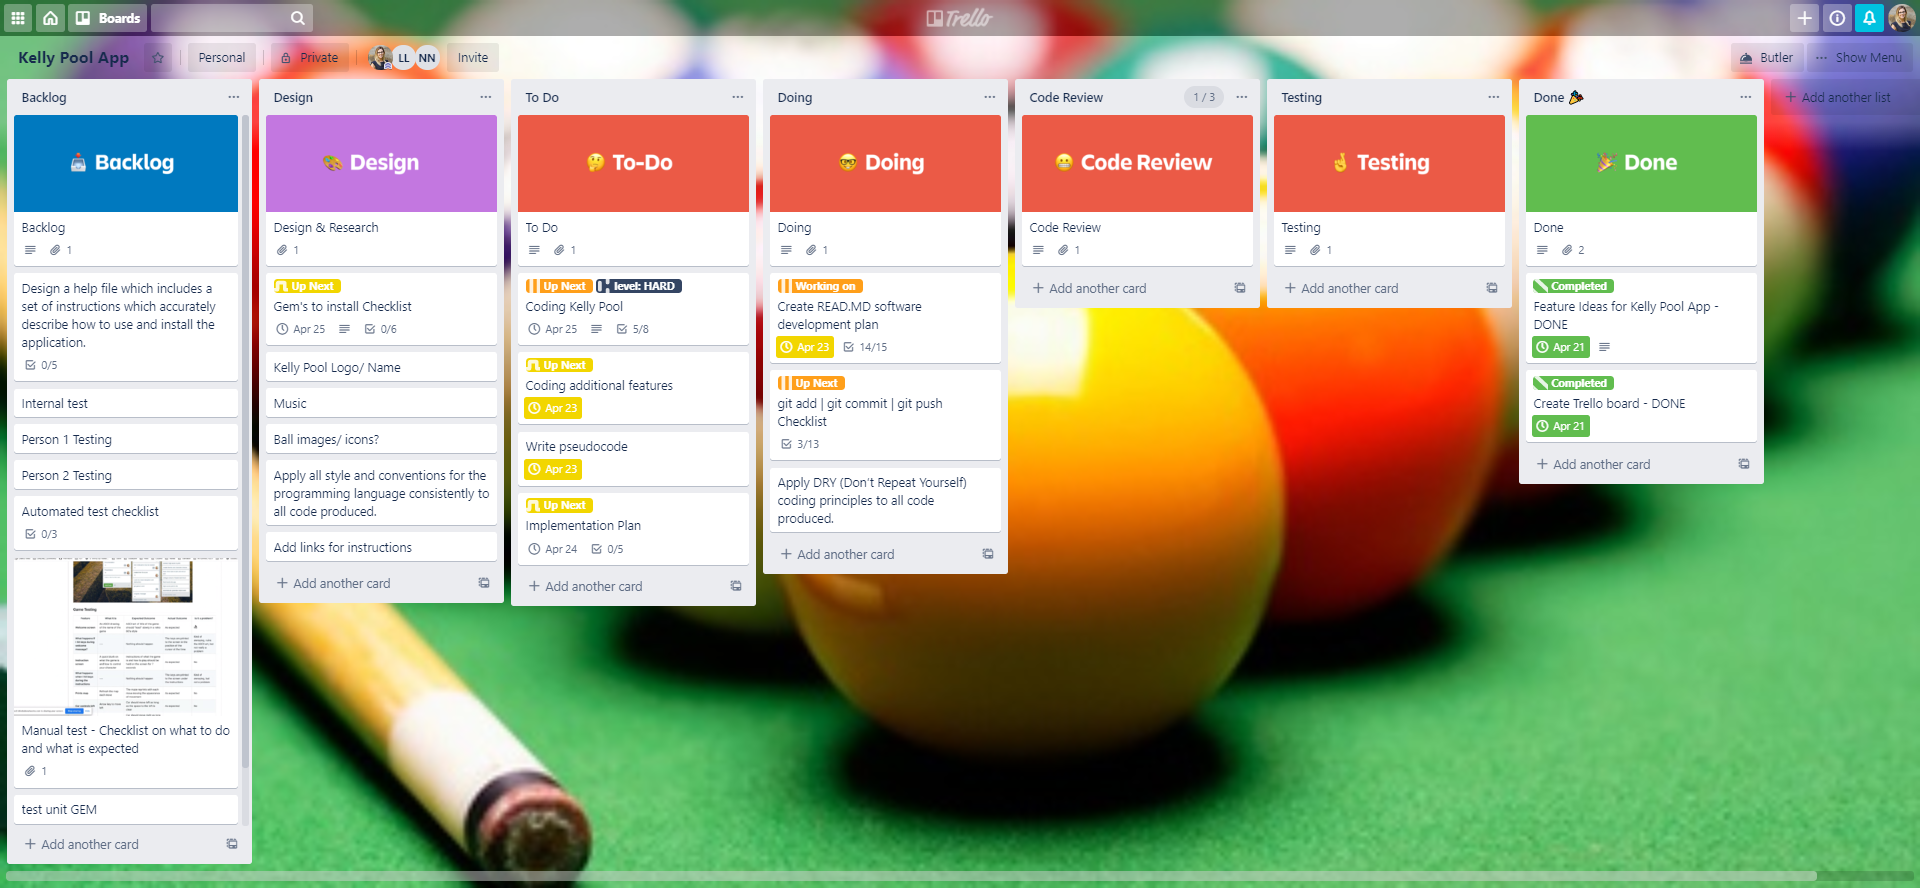 Boards
Trello
Kelly Pool App
Personal
Private
LL
NN
Invite
Butler
Show Menu
Backlog
Backlog
Backlog
1
Design a help file which includes a
set of instructions which accurately
describe how to use and install the
application.
0/5
Internal test
Person 1 Testing
Person 2 Testing
Automated test checklist
0/3
Game Testing
Manual test - Checklist on what to do
and what is expected
1
test unit GEM
+ Add another card
Design
Design
Design & Research
1
Up Next
Gem's to install Checklist
Apr 25
0/6
Kelly Pool Logo/ Name
Music
Ball images/ icons?
Apply all style and conventions for the
programming language consistently to
all code produced.
Add links for instructions
+ Add another card
To Do
To-Do
To Do
1
Up Next
level: HARD
Coding Kelly Pool
Apr 25
5/8
Up Next
Coding additional features
Apr 23
Write pseudocode
Apr 23
Up Next
Implementation Plan
Apr 24
0/5
+ Add another card
Doing
Doing
Doing
1
Working on
Create READ.MD software
development plan
Apr 23
14/15
Up Next
git add | git commit | git push
Checklist
3/13
Apply DRY (Don't Repeat Yourself)
coding principles to all code
produced.
+ Add another card
Code Review
1 / 3
Code Review
Code Review
1
+ Add another card
Testing
Testing
Testing
1
+ Add another card
Done
Done
Done
2
Completed
Feature Ideas for Kelly Pool App -
DONE
Apr 21
Completed
Create Trello board - DONE
Apr 21
+ Add another card
+ Add another list